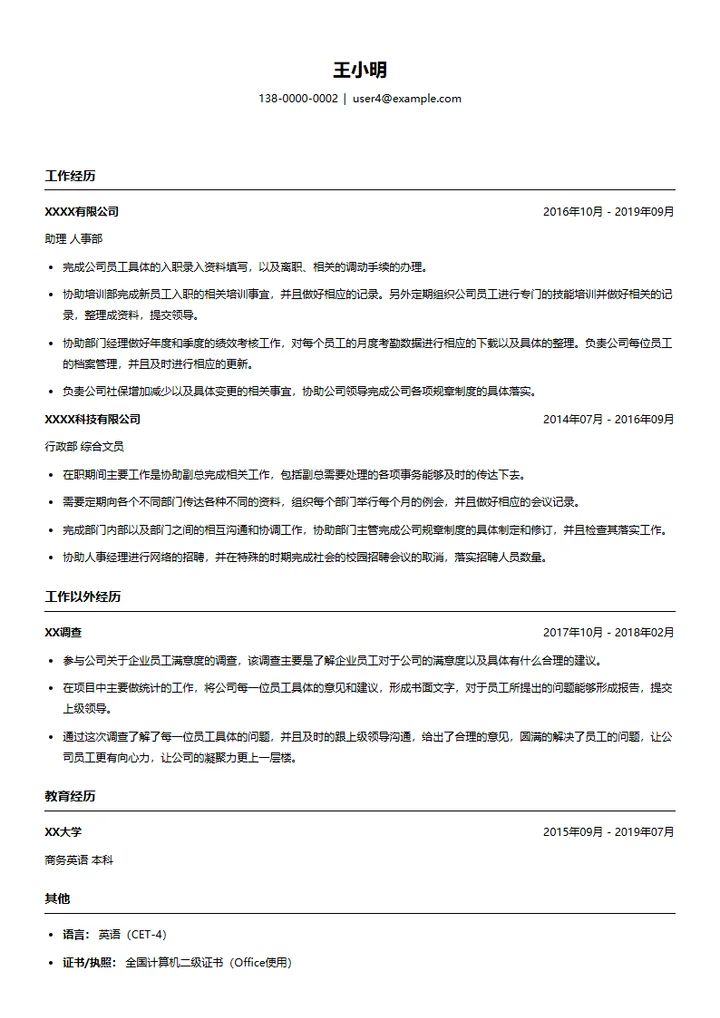 王小明
138-0000-0002 | user4@example.com
工作经历
XXXX有限公司 2016年10月 - 2019年09月
助理 人事部
• 完成公司员工具体的入职录入资料填写，以及离职、相关的调动手续的办理。
• 协助培训部完成新员工入职的相关培训事宜，并且做好相应的记录。另外定期组织公司员工进行专门的技能培训并做好相关的记
录，整理成资料，提交领导。
• 协助部门经理做好年度和季度的绩效考核工作，对每个员工的月度考勤数据进行相应的下载以及具体的整理。负责公司每位员工
的档案管理，并且及时进行相应的更新。
• 负责公司社保增加减少以及具体变更的相关事宜，协助公司领导完成公司各项规章制度的具体落实。
XXXX科技有限公司 2014年07月 - 2016年09月
行政部 综合文员
• 在职期间主要工作是协助副总完成相关工作，包括副总需要处理的各项事务能够及时的传达下去。
• 需要定期向各个不同部门传达各种不同的资料，组织每个部门举行每个月的例会，并且做好相应的会议记录。
• 完成部门内部以及部门之间的相互沟通和协调工作，协助部门主管完成公司规章制度的具体制定和修订，并且检查其落实工作。
• 协助人事经理进行网络的招聘，并在特殊的时期完成社会的校园招聘会议的取消，落实招聘人员数量。
工作以外经历
XX调查 2017年10月 - 2018年02月
• 参与公司关于企业员工满意度的调查，该调查主要是了解企业员工对于公司的满意度以及具体有什么合理的建议。
• 在项目中主要做统计的工作，将公司每一位员工具体的意见和建议，形成书面文字，对于员工所提出的问题能够形成报告，提交
上级领导。
• 通过这次调查了解了每一位员工具体的问题，并且及时的跟上级领导沟通，给出了合理的意见，圆满的解决了员工的问题，让公
司员工更有向心力，让公司的凝聚力更上一层楼。
教育经历
XX大学 2015年09月 - 2019年07月
商务英语 本科
其他
• 语言： 英语（CET-4）
• 证书/执照： 全国计算机二级证书（Office使用）